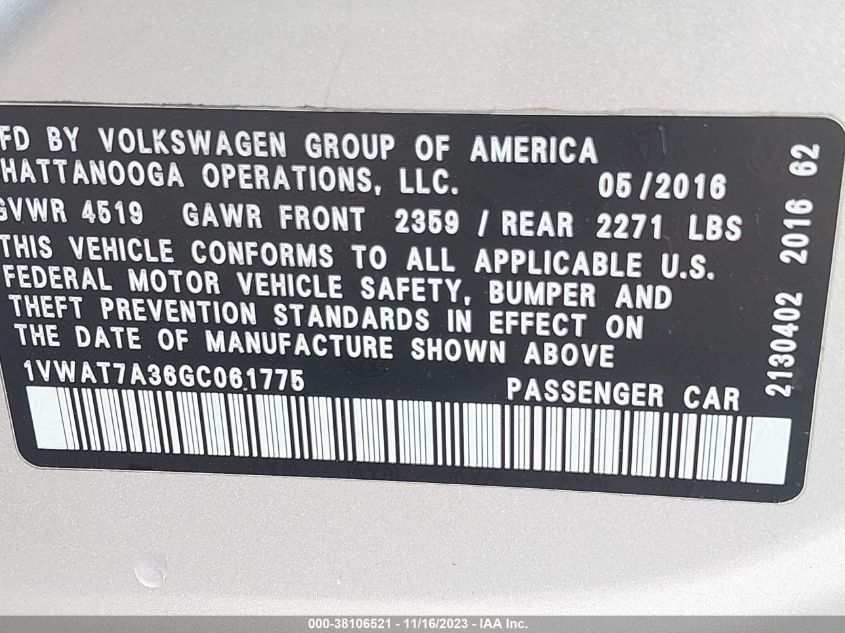 FD BY VOLKSWAGEN GROUP OF AMERICA
HATTANOOGA OPERATIONS, LLC. 05/2016
GVWR 4519 GAWR FRONT 2359 / REAR 2271 LBS
THIS VEHICLE CONFORMS TO ALL APPLICABLE U.S.
FEDERAL MOTOR VEHICLE SAFETY, BUMPER AND
THEFT PREVENTION STANDARDS IN EFFECT ON
THE DATE OF MANUFACTURE SHOWN ABOVE
1VWAT7A36GC061775 PASSENGER CAR
2130402 2016 62
000-38106521 - 11/16/2023 - IAA Inc.